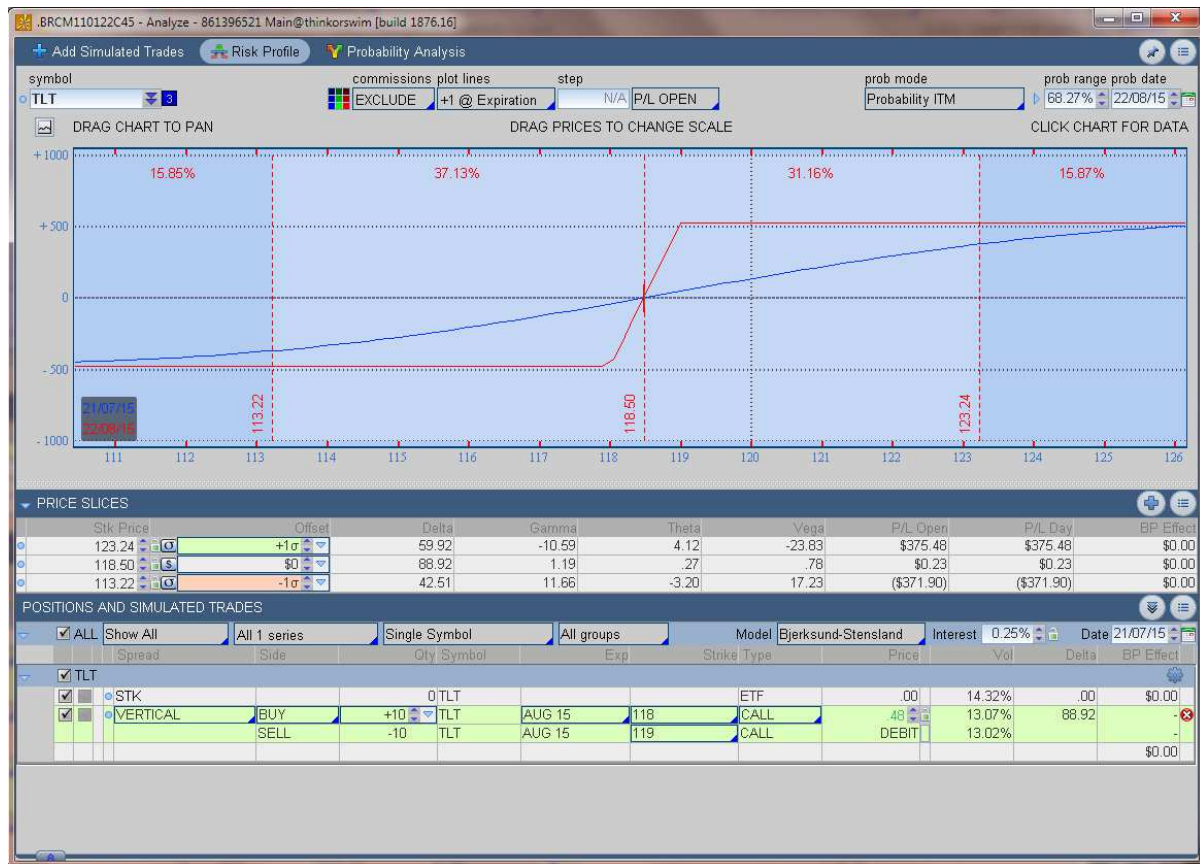 .BRCM110122C45 - Analyze - 861396521 Main@thinkorswim [build 1876.16]
Add Simulated Trades Risk Profile Probability Analysis
symbol commissions plot lines step prob mode prob range prob date
TLT 3 EXCLUDE +1 @ Expiration N/A P/L OPEN Probability ITM 68.27% 22/08/15
DRAG CHART TO PAN DRAG PRICES TO CHANGE SCALE CLICK CHART FOR DATA
+1000
15.85% 37.13% 31.16% 15.87%
+500
0
-500
21/07/15
22/08/15
113.22 118.50 123.24
-1000
111 112 113 114 115 116 117 118 119 120 121 122 123 124 125 126
PRICE SLICES
Stk Price Offset Delta Gamma Theta Vega P/L Open P/L Day BP Effect
123.24 σ +1σ 59.92 -10.59 4.12 -23.83 $375.48 $375.48 $0.00
118.50 $ $0 88.92 1.19 .27 .78 $0.23 $0.23 $0.00
113.22 σ -1σ 42.51 11.66 -3.20 17.23 ($371.90) ($371.90) $0.00
POSITIONS AND SIMULATED TRADES
ALL Show All All 1 series Single Symbol All groups Model Bjerksund-Stensland Interest 0.25% Date 21/07/15
Spread Side Qty Symbol Exp Strike Type Price Vol Delta BP Effect
TLT
STK 0 TLT ETF .00 14.32% .00 $0.00
VERTICAL BUY +10 TLT AUG 15 118 CALL .48 13.07% 88.92 -
SELL -10 TLT AUG 15 119 CALL DEBIT 13.02% -
$0.00